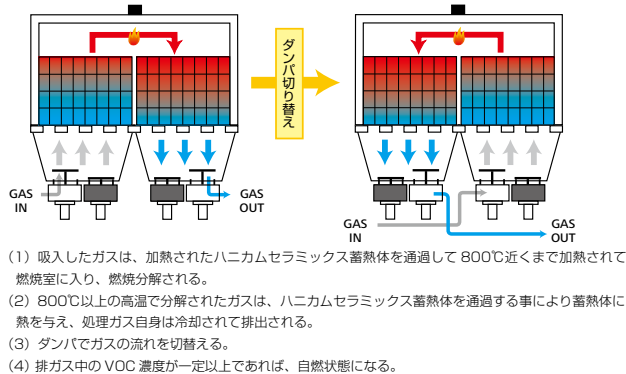 ダンパ切り替え
GAS
IN
GAS
OUT
GAS
IN
GAS
OUT
(1) 吸入したガスは、加熱されたハニカムセラミックス蓄熱体を通過して 800℃近くまで加熱されて
燃焼室に入り、燃焼分解される。
(2) 800℃以上の高温で分解されたガスは、ハニカムセラミックス蓄熱体を通過する事により蓄熱体に
熱を与え、処理ガス自身は冷却されて排出される。
(3) ダンパでガスの流れを切替える。
(4) 排ガス中の VOC 濃度が一定以上であれば、自燃状態になる。